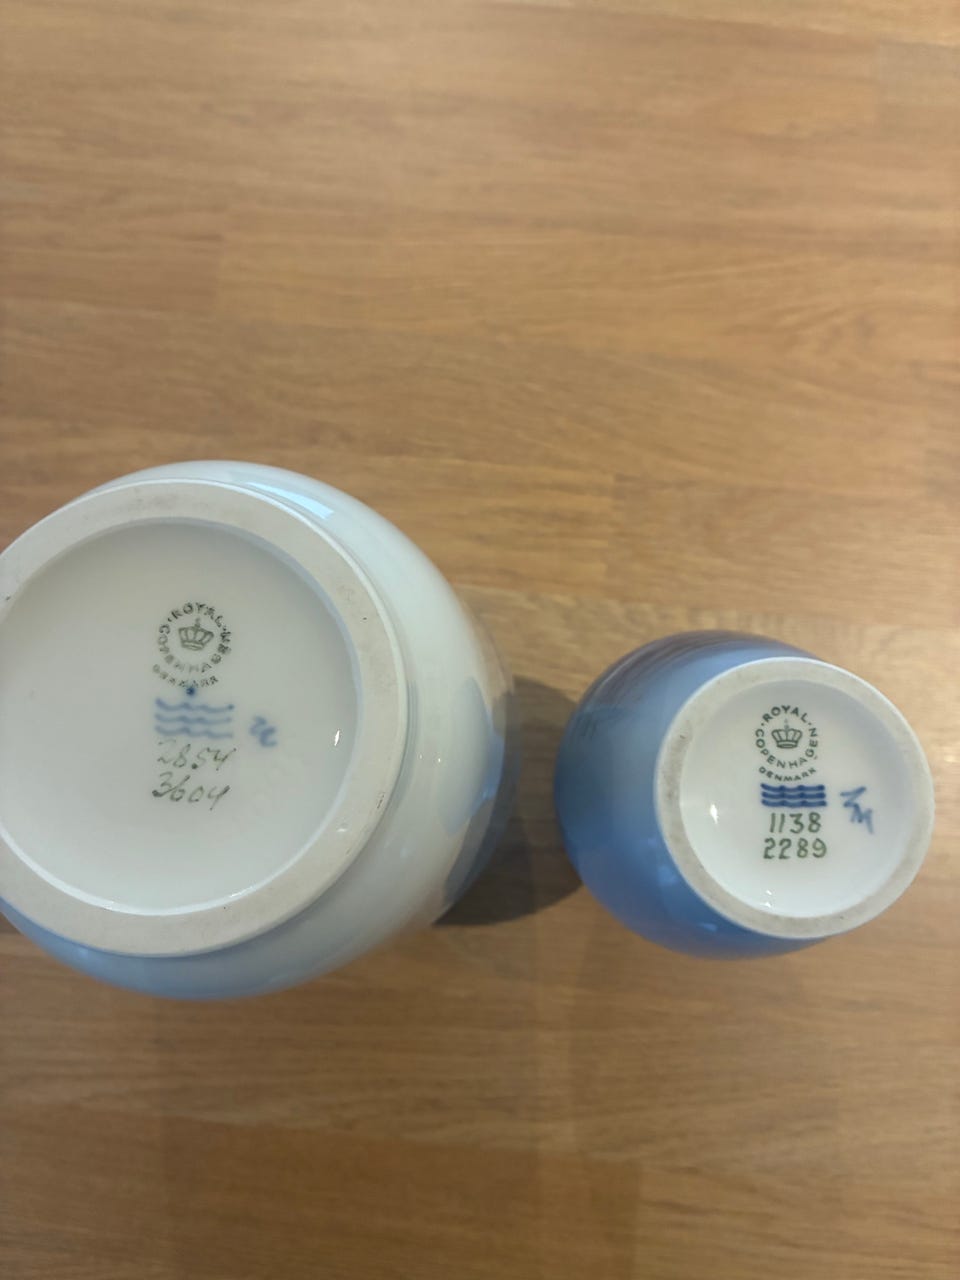 ROYAL
COPENHAGEN
DENMARK
2854
3604
ROYAL
COPENHAGEN
DENMARK
1138
2289